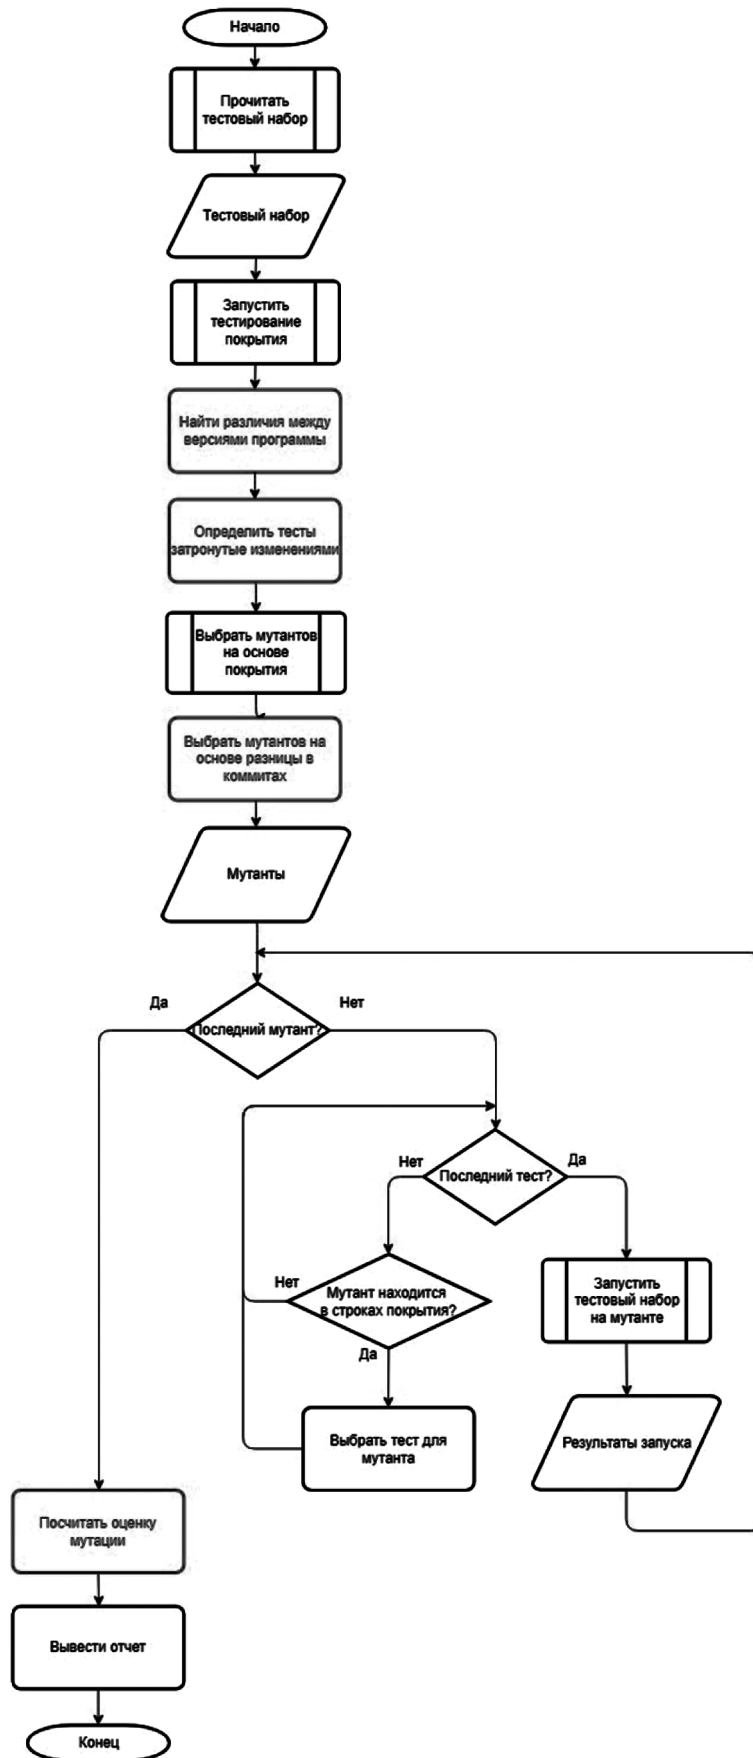 Начало
Прочитать
тестовый набор
Тестовый набор
Запустить
тестирование
покрытия
Найти различия между
версиями программы
Определить тесты
затронутые изменениями
Выбрать мутантов
на основе
покрытия
Выбрать мутантов на
основе разницы в
коммитах
Мутанты
Да
Нет
Последний мутант?
Нет
Да
Последний тест?
Нет
Мутант находится
в строках покрытия?
Да
Запустить
тестовый набор
на мутанте
Выбрать тест для
мутанта
Результаты запуска
Посчитать оценку
мутации
Вывести отчет
Конец